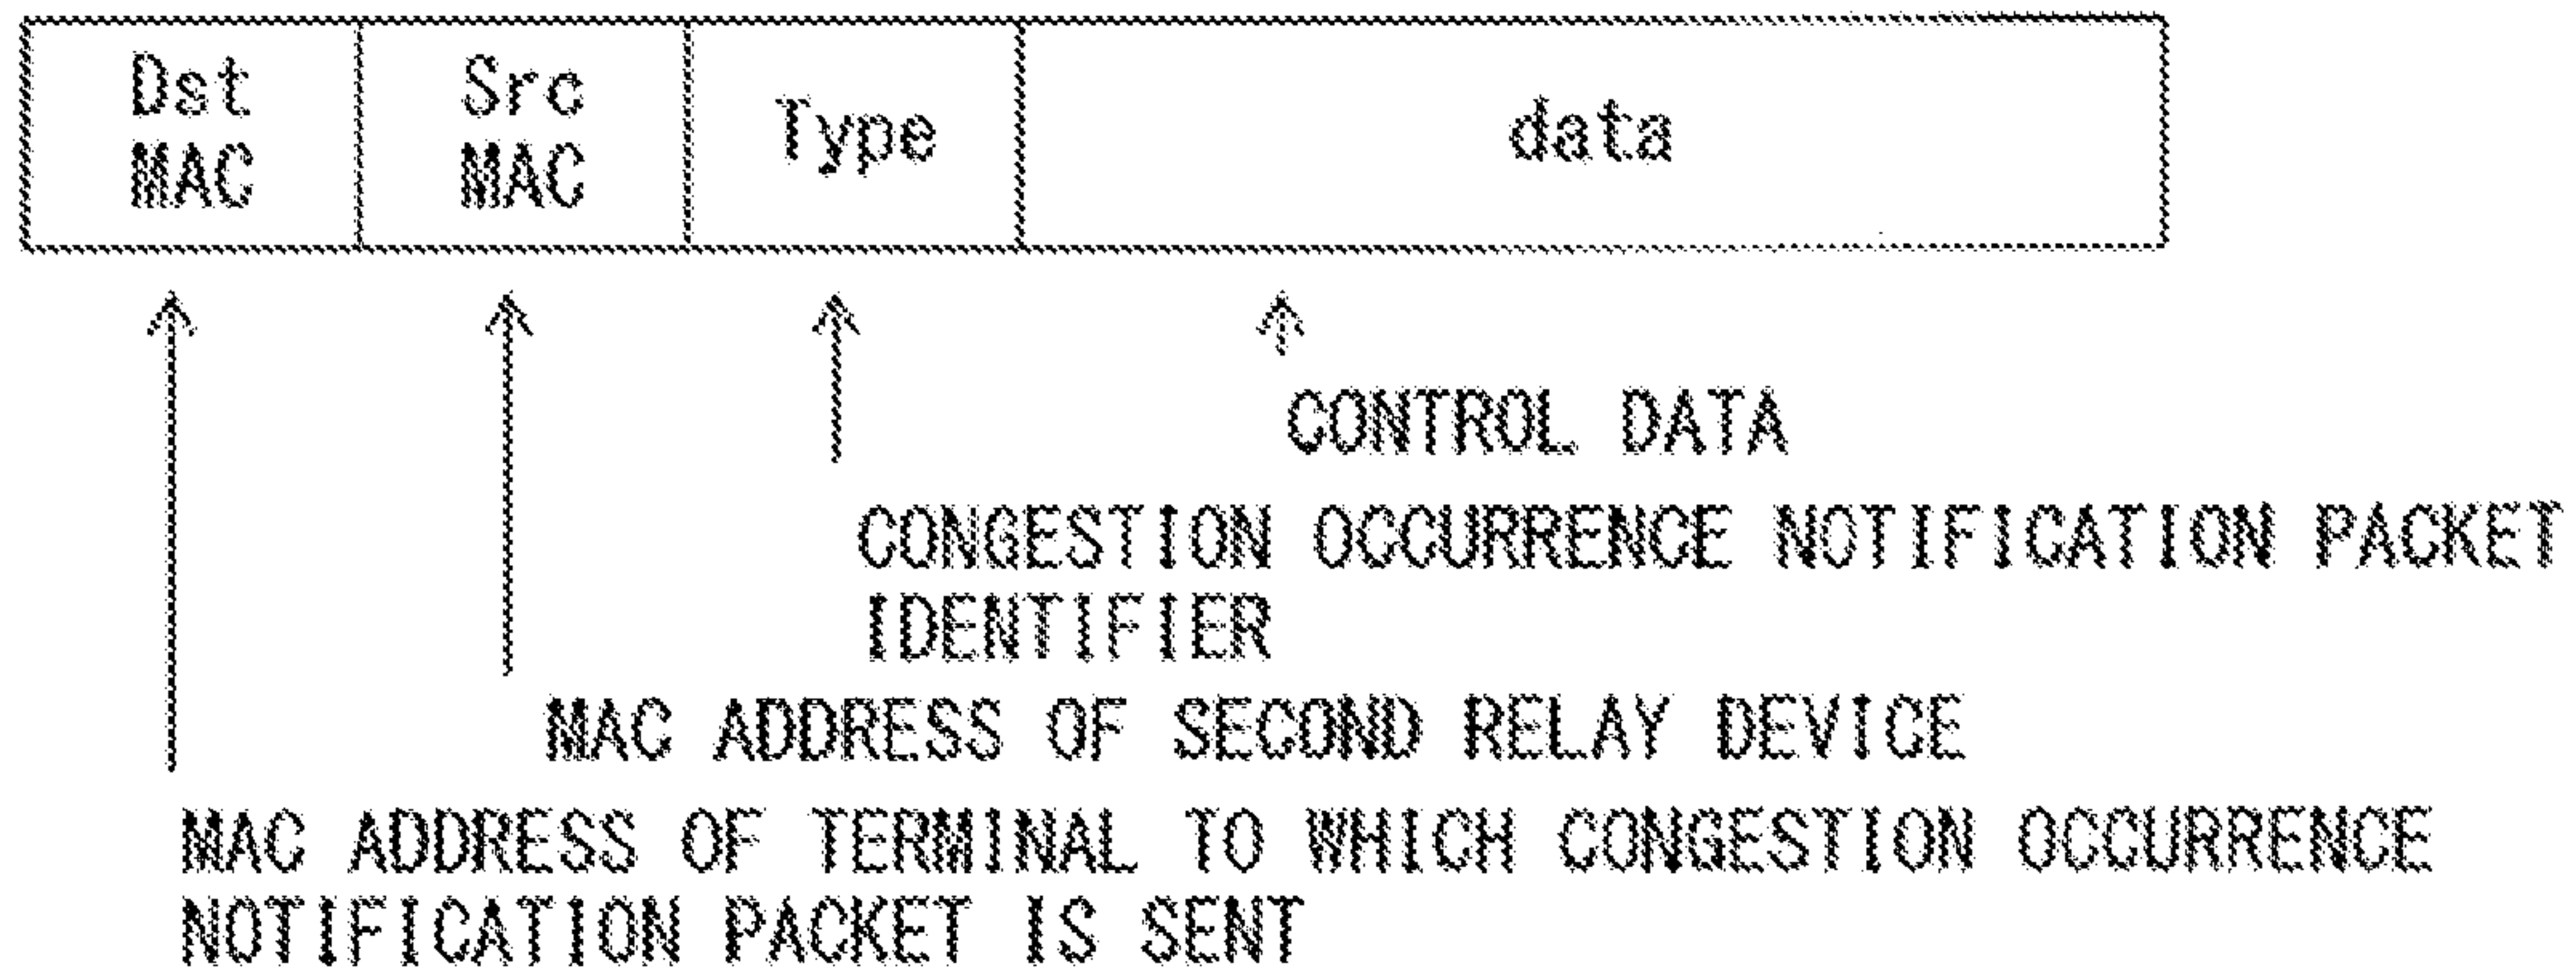 Dst
MAC
Src
MAC
Type
data
CONTROL DATA
CONGESTION OCCURRENCE NOTIFICATION PACKET
IDENTIFIER
MAC ADDRESS OF SECOND RELAY DEVICE
MAC ADDRESS OF TERMINAL TO WHICH CONGESTION OCCURRENCE
NOTIFICATION PACKET IS SENT